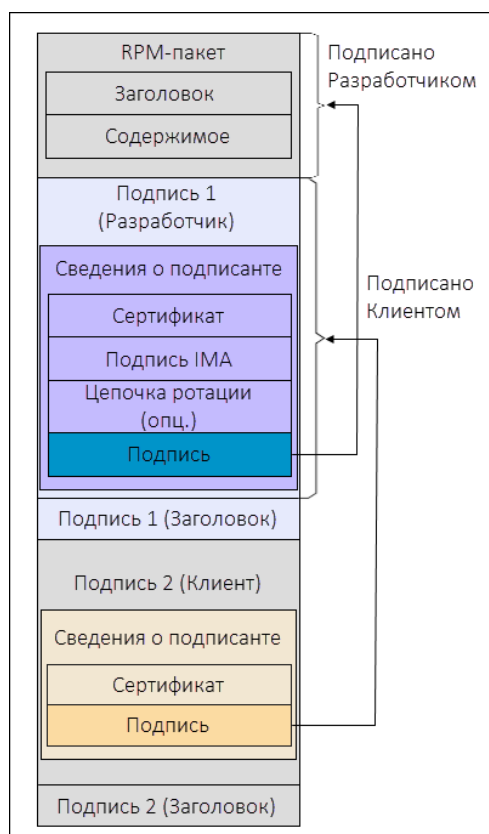 RPM-пакет
Заголовок
Содержимое
Подписано
Разработчиком
Подпись 1
(Разработчик)
Сведения о подписанте
Сертификат
Подпись IMA
Цепочка ротации
(опц.)
Подпись
Подписано
Клиентом
Подпись 1 (Заголовок)
Подпись 2 (Клиент)
Сведения о подписанте
Сертификат
Подпись
Подпись 2 (Заголовок)